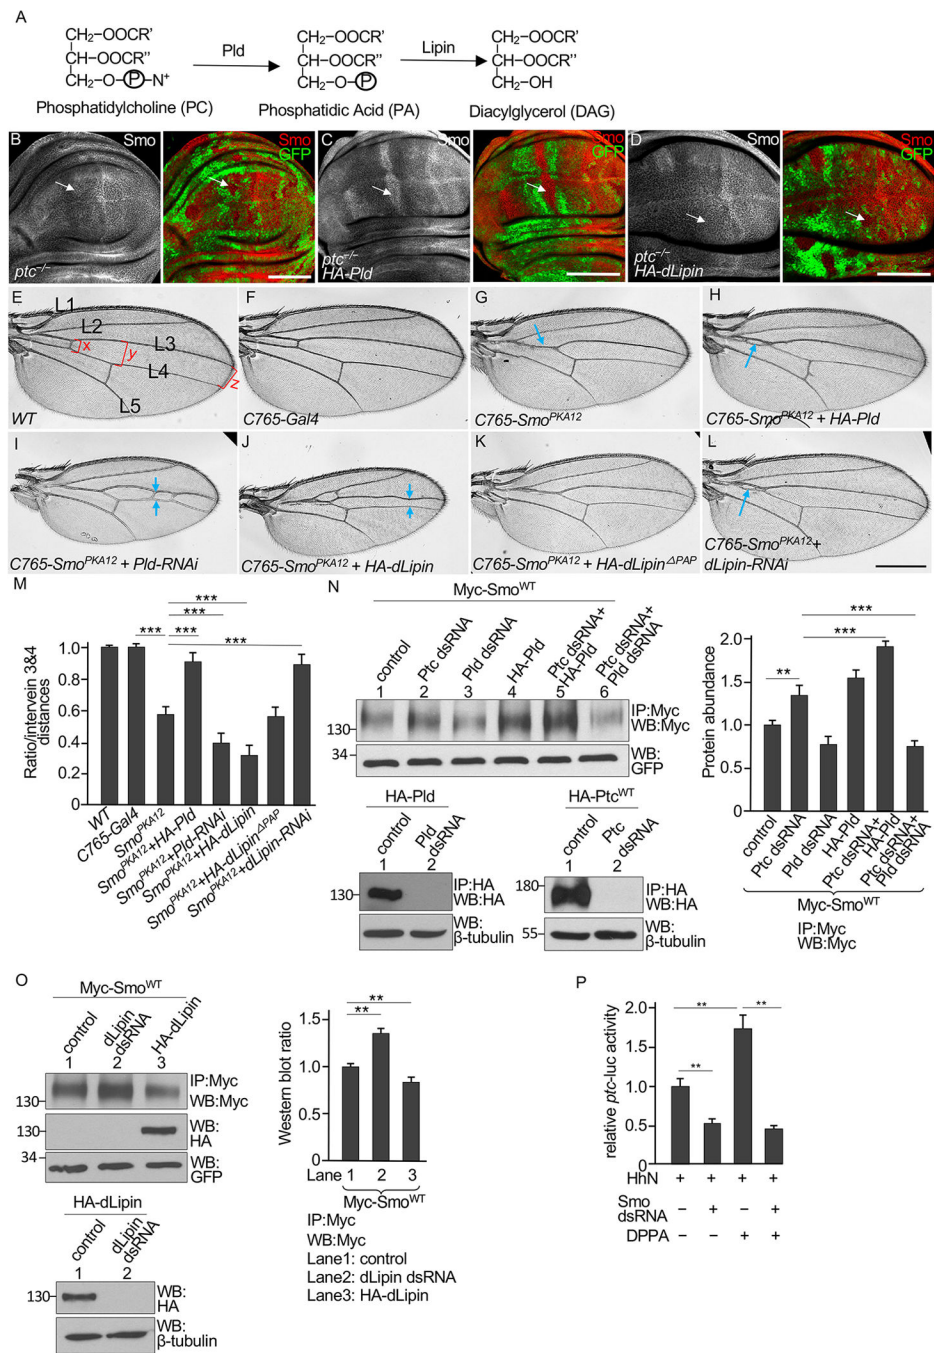 A
CH₂–OOCR'
CH–OOCR''
CH₂–O–P–N⁺
Phosphatidylcholine (PC)
Pld
CH₂–OOCR'
CH–OOCR''
CH₂–O–P
Phosphatidic Acid (PA)
Lipin
CH₂–OOCR'
CH–OOCR''
CH₂–OH
Diacylglycerol (DAG)
B
Smo
ptc⁻/⁻
Smo
GFP
C
Smo
ptc⁻/⁻
HA-Pld
Smo
GFP
D
Smo
ptc⁻/⁻
HA-dLipin
Smo
GFP
E
L1
L2
L3
L4
L5
x
y
z
WT
F
C765-Gal4
G
C765-Smoᴾᴷᴬ¹²
H
C765-Smoᴾᴷᴬ¹² + HA-Pld
I
C765-Smoᴾᴷᴬ¹² + Pld-RNAi
J
C765-Smoᴾᴷᴬ¹² + HA-dLipin
K
C765-Smoᴾᴷᴬ¹² + HA-dLipinᐃᴾᴬᴾ
L
C765-Smoᴾᴷᴬ¹²+
dLipin-RNAi
M
Ratio/intervein 3&4
distances
1.0
0.8
0.6
0.4
0.2
0
***
***
***
***
***
WT
C765-Gal4
Smoᴾᴷᴬ¹²
Smoᴾᴷᴬ¹²+HA-Pld
Smoᴾᴷᴬ¹²+Pld-RNAi
Smoᴾᴷᴬ¹²+HA-dLipin
Smoᴾᴷᴬ¹²+HA-dLipinᐃᴾᴬᴾ
Smoᴾᴷᴬ¹²+dLipin-RNAi
N
Myc-Smoᵂᵀ
control
Ptc dsRNA
Pld dsRNA
HA-Pld
Ptc dsRNA+
HA-Pld
Ptc dsRNA+
Pld dsRNA
1 2 3 4 5 6
130
IP:Myc
WB:Myc
34
WB:
GFP
HA-Pld
control
Pld
dsRNA
1 2
130
IP:HA
WB:HA
WB:
β-tubulin
HA-Ptcᵂᵀ
control
Ptc
dsRNA
1 2
180
130
IP:HA
WB:HA
55
WB:
β-tubulin
Protein abundance
2.0
1.5
1.0
0.5
0
**
***
***
control
Ptc dsRNA
Pld dsRNA
HA-Pld
Ptc dsRNA+
HA-Pld
Ptc dsRNA+
Pld dsRNA
Myc-Smoᵂᵀ
IP:Myc
WB:Myc
O
Myc-Smoᵂᵀ
control
dLipin
dsRNA
HA-dLipin
1 2 3
130
IP:Myc
WB:Myc
130
WB:
HA
34
WB:
GFP
HA-dLipin
control
dLipin
dsRNA
1 2
130
WB:
HA
WB:
β-tubulin
Western blot ratio
1.5
1.0
0.5
0
**
**
Lane 1 2 3
Myc-Smoᵂᵀ
IP:Myc
WB:Myc
Lane1: control
Lane2: dLipin dsRNA
Lane3: HA-dLipin
P
relative ptc-luc activity
2.0
1.5
1.0
0.5
0
**
**
**
HhN + + + +
Smo
dsRNA – + – +
DPPA – – + +